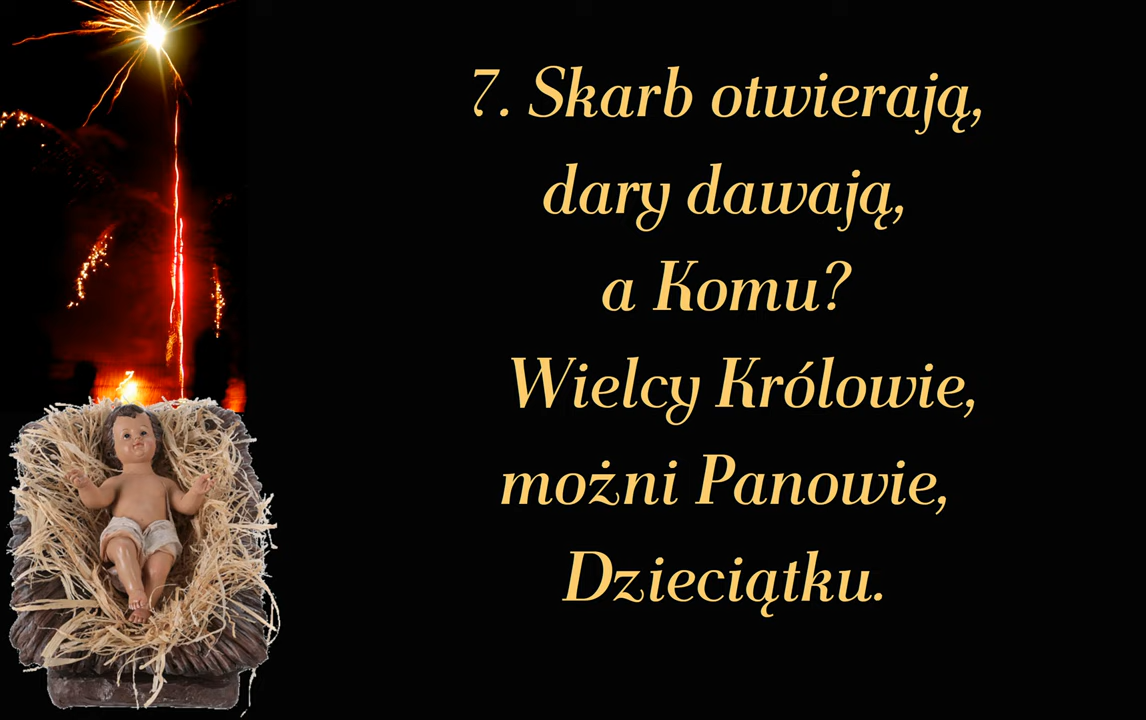 7. Skarb otwierają,
dary dawają,
a Komu?
Wielcy Królowie,
możni Panowie,
Dzieciątku.